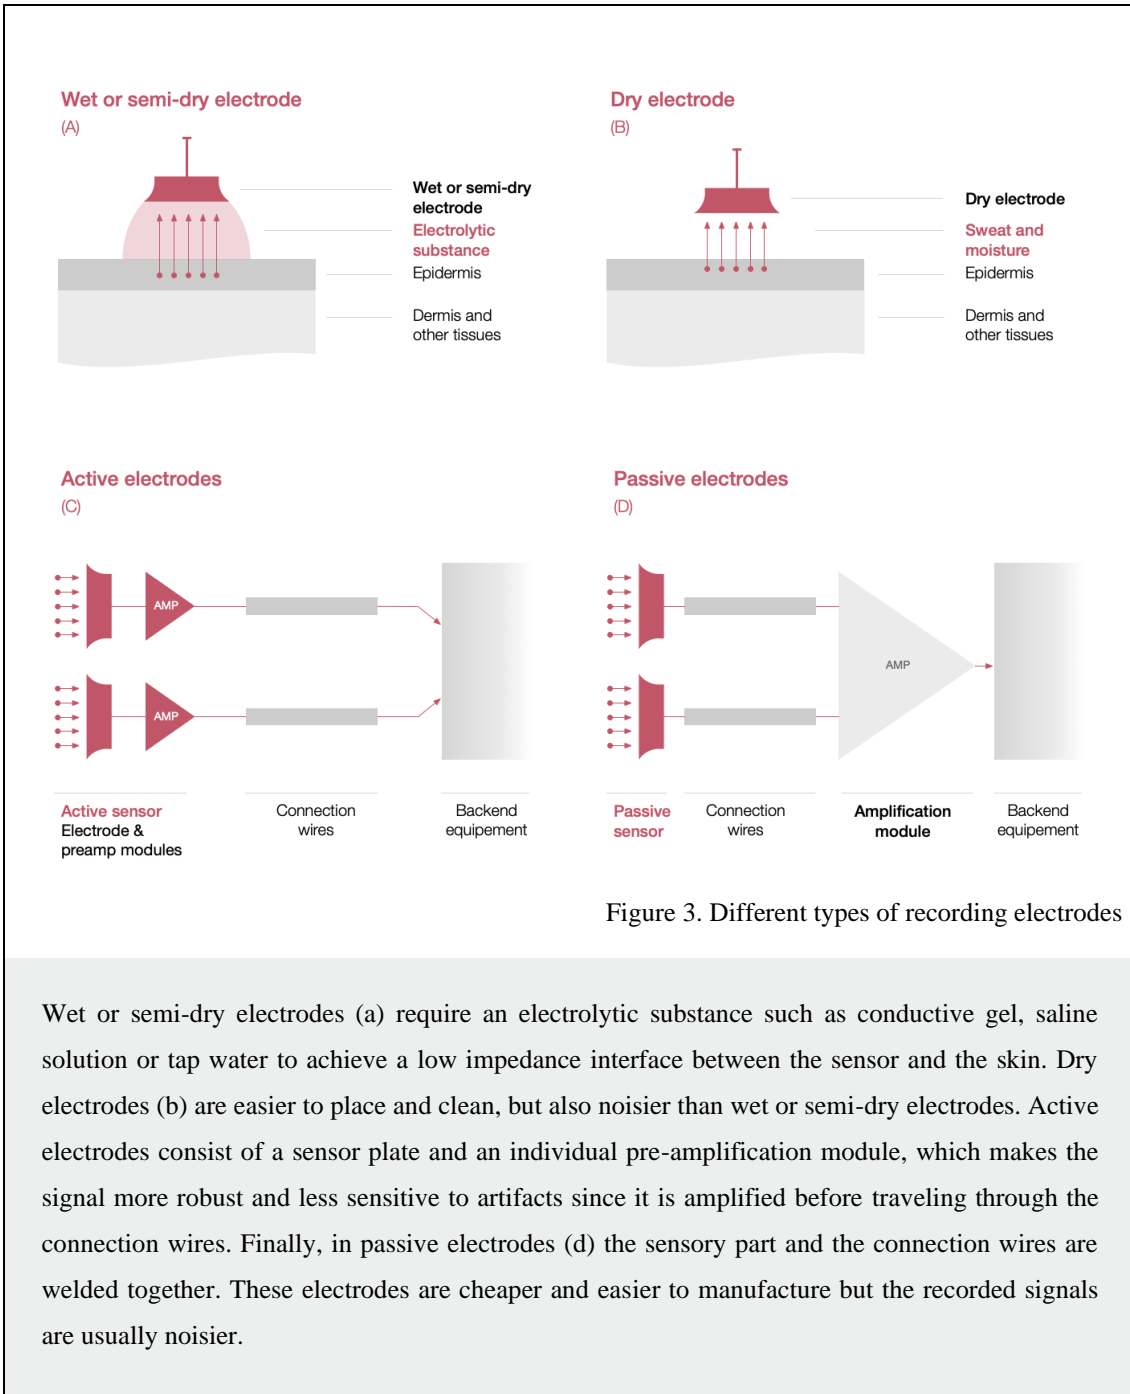 Wet or semi-dry electrode
(A)
Wet or semi-dry
electrode
Electrolytic
substance
Epidermis
Dermis and
other tissues
Dry electrode
(B)
Dry electrode
Sweat and
moisture
Epidermis
Dermis and
other tissues
Active electrodes
(C)
AMP
AMP
Active sensor
Electrode &
preamp modules
Connection
wires
Backend
equipement
Passive electrodes
(D)
AMP
Passive
sensor
Connection
wires
Amplification
module
Backend
equipement
Figure 3. Different types of recording electrodes
Wet or semi-dry electrodes (a) require an electrolytic substance such as conductive gel, saline
solution or tap water to achieve a low impedance interface between the sensor and the skin. Dry
electrodes (b) are easier to place and clean, but also noisier than wet or semi-dry electrodes. Active
electrodes consist of a sensor plate and an individual pre-amplification module, which makes the
signal more robust and less sensitive to artifacts since it is amplified before traveling through the
connection wires. Finally, in passive electrodes (d) the sensory part and the connection wires are
welded together. These electrodes are cheaper and easier to manufacture but the recorded signals
are usually noisier.